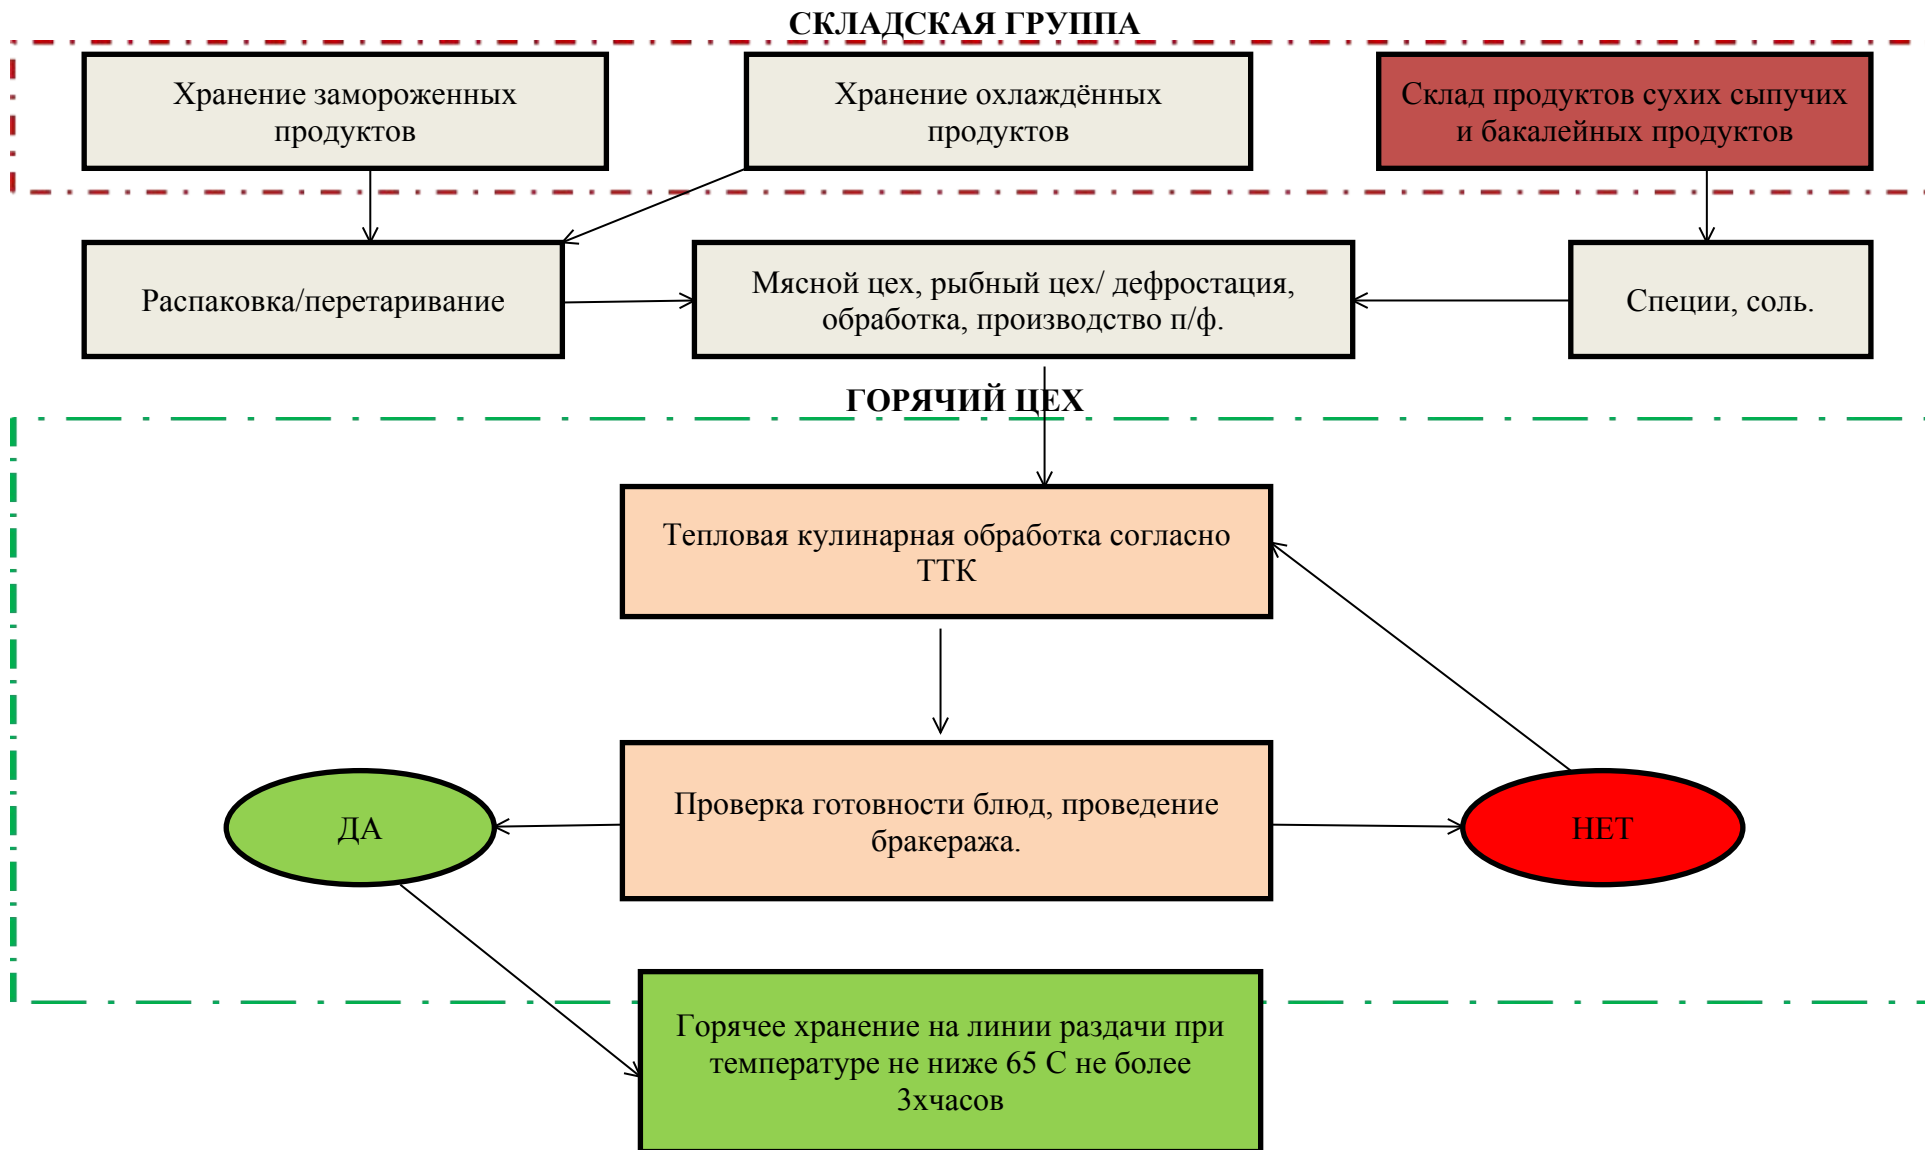 СКЛАДСКАЯ ГРУППА
Хранение замороженных
продуктов
Хранение охлаждённых
продуктов
Склад продуктов сухих сыпучих
и бакалейных продуктов
Распаковка/перетаривание
Мясной цех, рыбный цех/ дефростация,
обработка, производство п/ф.
Специи, соль.
ГОРЯЧИЙ ЦЕХ
Тепловая кулинарная обработка согласно
ТТК
ДА
Проверка готовности блюд, проведение
бракеража.
НЕТ
Горячее хранение на линии раздачи при
температуре не ниже 65 С не более
3хчасов